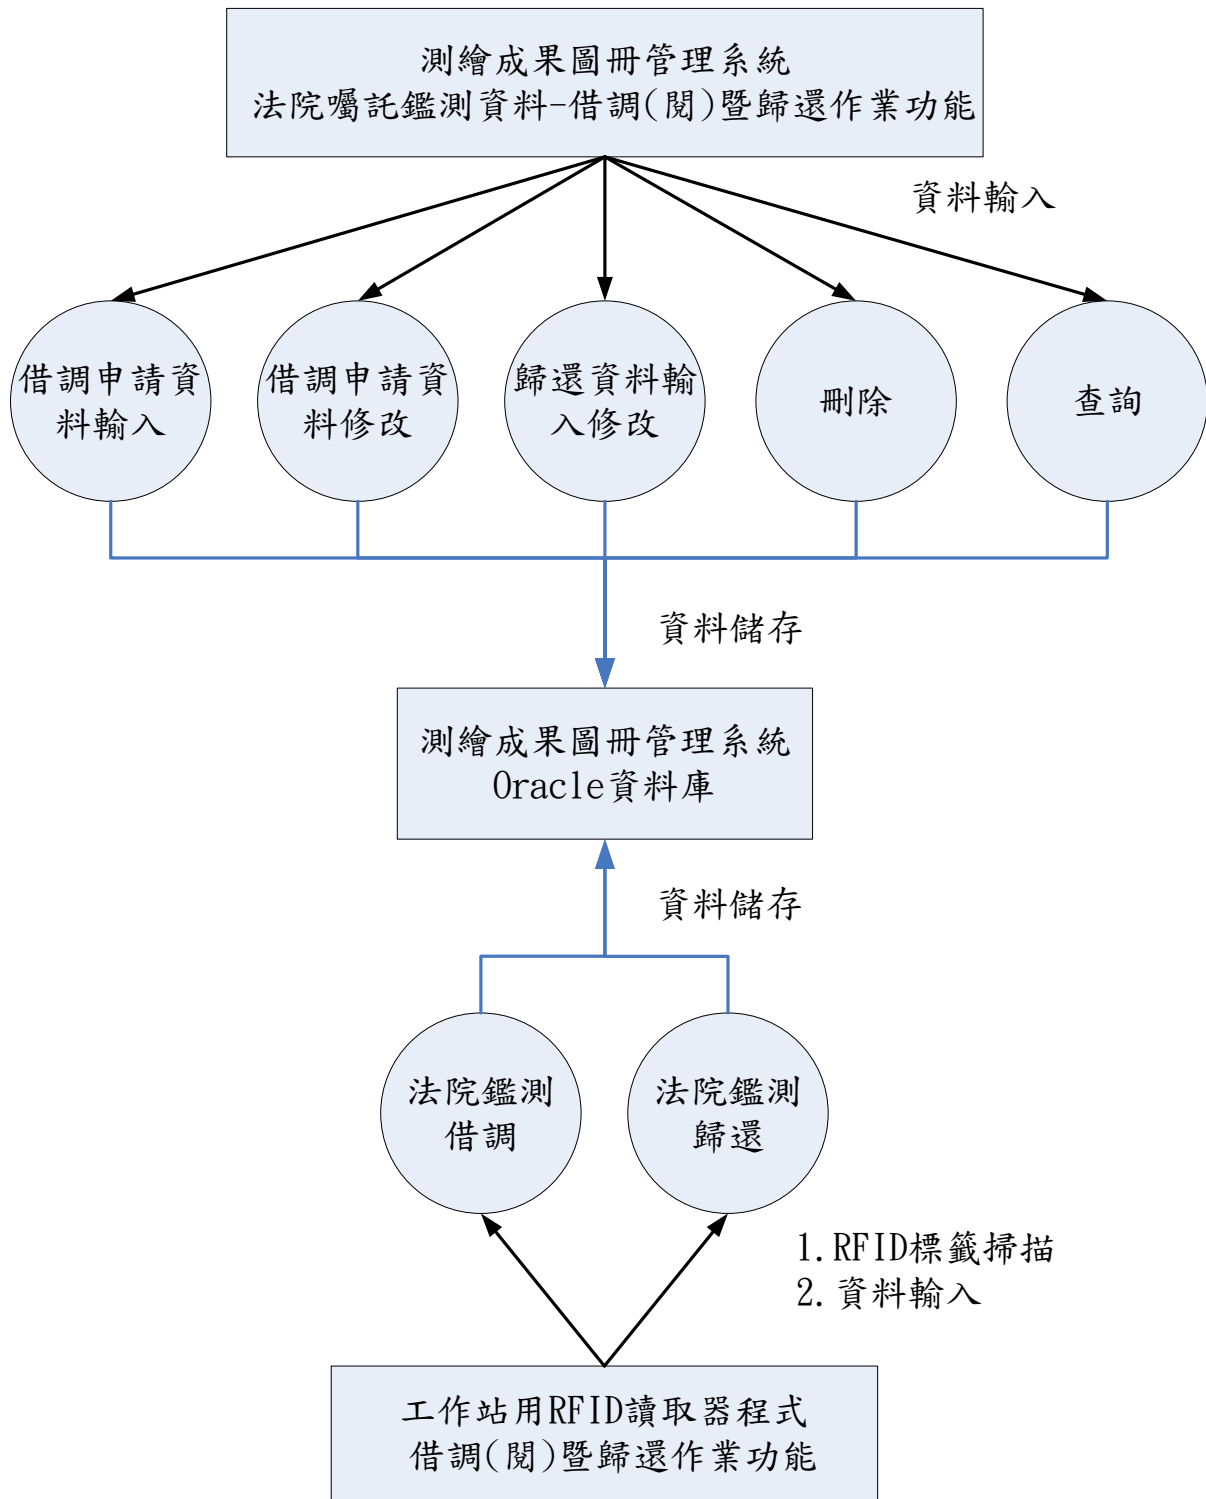 測繪成果圖冊管理系統
法院囑託鑑測資料-借調(閱)暨歸還作業功能
資料輸入
借調申請資
料輸入
借調申請資
料修改
歸還資料輸
入修改
刪除
查詢
資料儲存
測繪成果圖冊管理系統
Oracle資料庫
資料儲存
法院鑑測
借調
法院鑑測
歸還
1.RFID標籤掃描
2.資料輸入
工作站用RFID讀取器程式
借調(閱)暨歸還作業功能